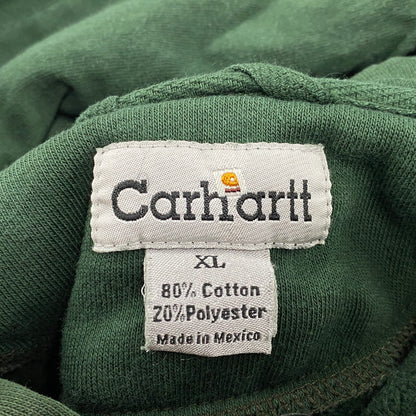 Carhartt
XL
80% Cotton
20%Polyester
Made in Mexico